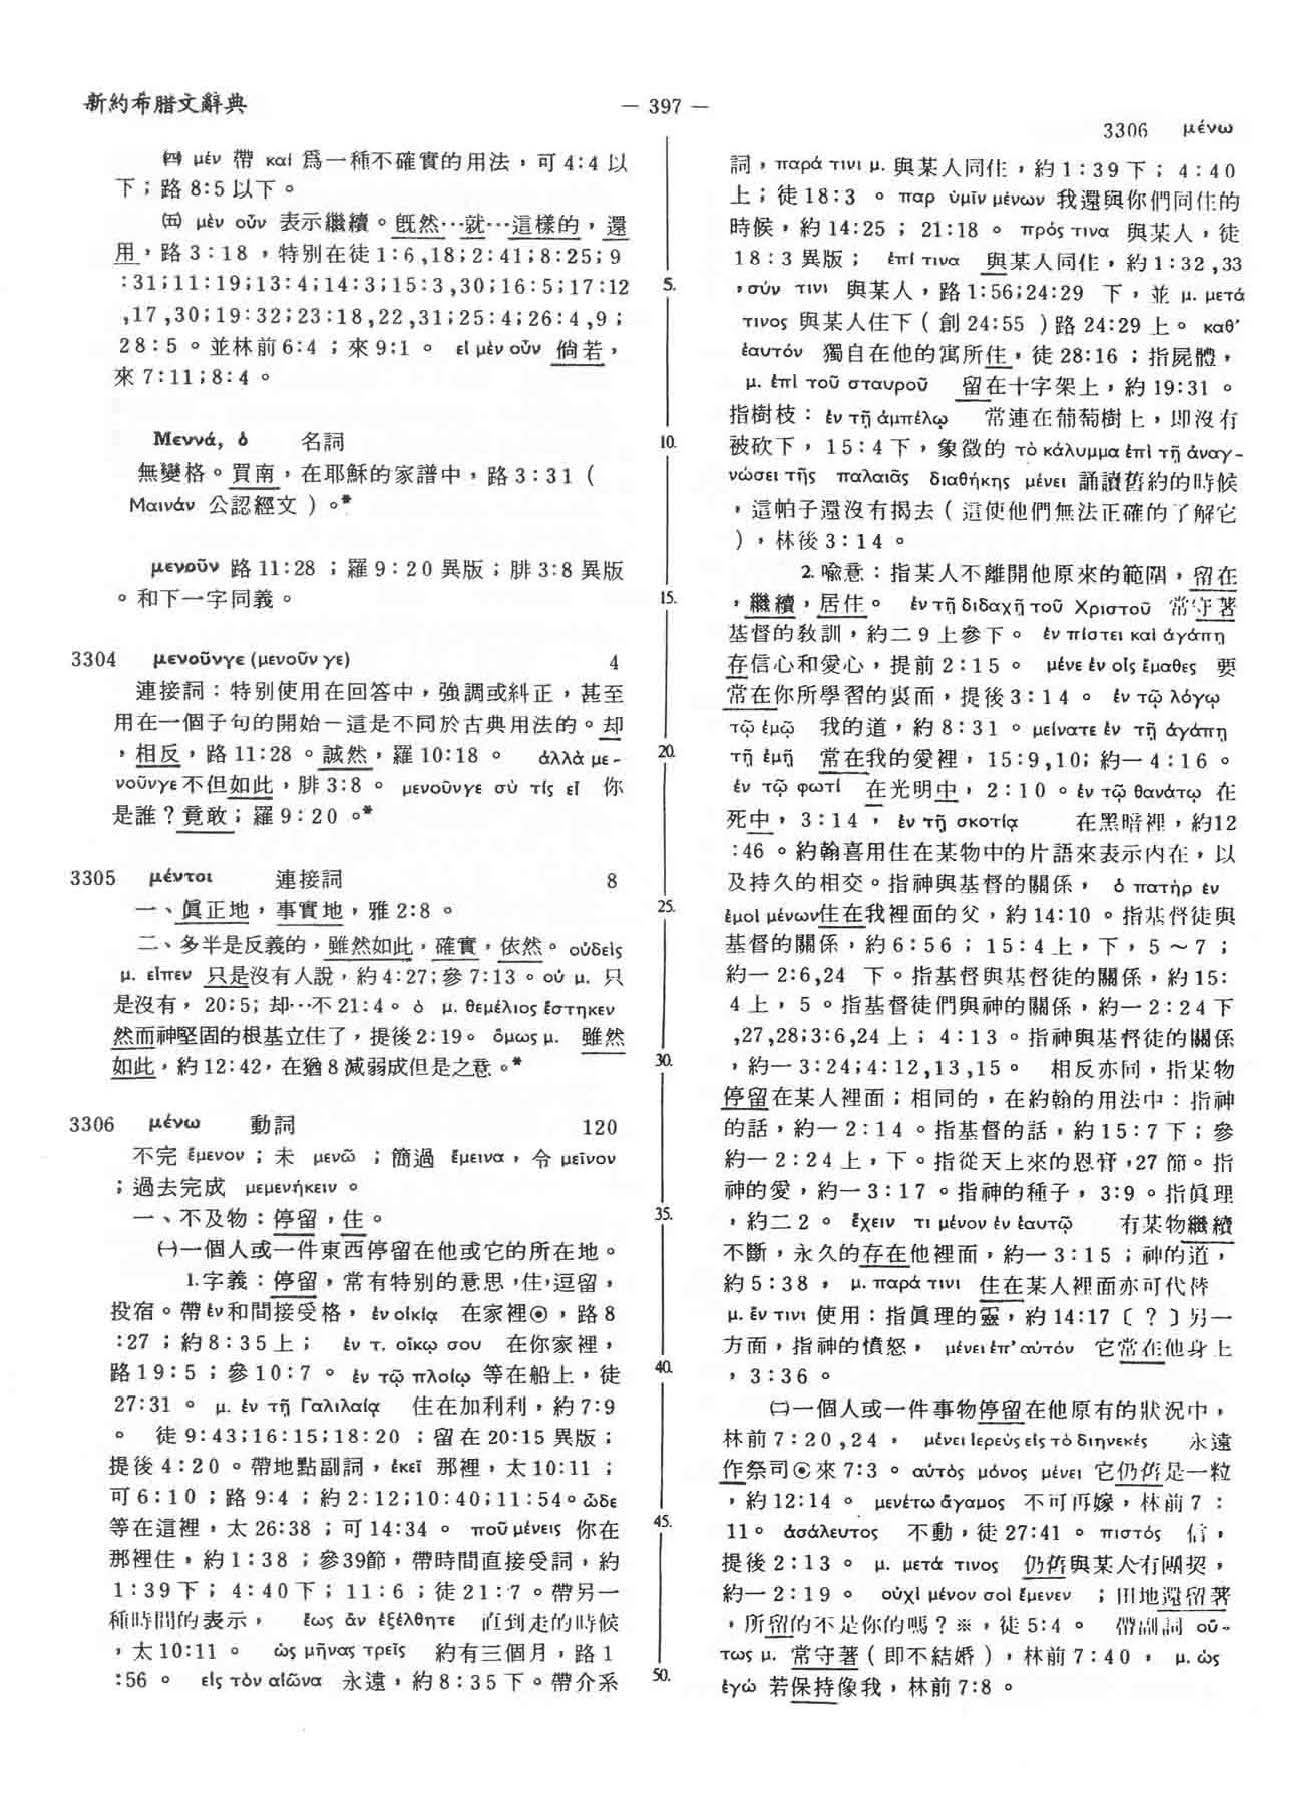 新約希腊文辭典
— 397 —
3306 μένω
㈣ μέν 帶 καί 爲一種不確實的用法，可 4:4 以
下；路 8:5 以下。
㈤ μὲν οὖν 表示繼續。旣然…就…這樣的，還
用，路 3:18，特別在徒 1:6,18;2:41;8:25;9
:31;11:19;13:4;14:3;15:3,30;16:5;17:12
,17,30;19:32;23:18,22,31;25:4;26:4,9；
28:5。並林前 6:4；來 9:1。 εἰ μὲν οὖν 倘若，
來 7:11;8:4。
Μεννά, ὁ 名詞
無變格。買南，在耶穌的家譜中，路 3:31（
Μαινάν 公認經文）。*
μενοῦν 路 11:28；羅 9:20 異版；腓 3:8 異版
。和下一字同義。
3304 μενοῦνγε (μενοῦν γε) 4
連接詞：特別使用在回答中，強調或糾正，甚至
用在一個子句的開始－這是不同於古典用法的。却
，相反，路 11:28。誠然，羅 10:18。 ἀλλὰ με-
νοῦνγε 不但如此，腓 3:8。 μενοῦνγε σὺ τίς εἶ 你
是誰？竟敢；羅 9:20。*
3305 μέντοι 連接詞 8
一、眞正地，事實地，雅 2:8。
二、多半是反義的，雖然如此，確實，依然。 οὐδεὶς
μ. εἶπεν 只是沒有人說，約 4:27；參 7:13。οὐ μ. 只
是沒有，20:5；却…不 21:4。 ὁ μ. θεμέλιος ἕστηκεν
然而神堅固的根基立住了，提後 2:19。 ὅμως μ. 雖然
如此，約 12:42，在猶 8 減弱成但是之意。*
3306 μένω 動詞 120
不完 ἔμενον；未 μενῶ；簡過 ἔμεινα，令 μεῖνον
；過去完成 μεμενήκειν。
一、不及物：停留，住。
㈠一個人或一件東西停留在他或它的所在地。
1.字義：停留，常有特別的意思，住，逗留，
投宿。帶 ἐν 和間接受格，ἐν οἰκίᾳ 在家裡⊙，路 8
:27；約 8:35 上； ἐν τ. οἴκῳ σου 在你家裡，
路 19:5；參 10:7。 ἐν τῷ πλοίῳ 等在船上，徒
27:31。 μ. ἐν τῇ Γαλιλαίᾳ 住在加利利，約 7:9
。 徒 9:43;16:15;18:20；留在 20:15 異版；
提後 4:20。帶地點副詞，ἐκεῖ 那裡，太 10:11；
可 6:10；路 9:4；約 2:12;10:40;11:54。ὧδε
等在這裡，太 26:38；可 14:34。 ποῦ μένεις 你在
那裡住，約 1:38；參39節，帶時間直接受詞，約
1:39 下；4:40 下；11:6；徒 21:7。帶另一
種時間的表示， ἕως ἂν ἐξέλθητε 直到走的時候
，太 10:11。 ὡς μῆνας τρεῖς 約有三個月，路 1
:56。 εἰς τὸν αἰῶνα 永遠，約 8:35 下。帶介系
5.
10.
15.
20.
25.
30.
35.
40.
45.
50.
詞，παρά τινι μ. 與某人同住，約 1:39 下；4:40
上；徒 18:3。 παρ ὑμῖν μένων 我還與你們同住的
時候，約 14:25；21:18。 πρός τινα 與某人，徒
18:3 異版； ἐπί τινα 與某人同住，約 1:32,33
，σύν τινι 與某人，路 1:56;24:29 下，並 μ. μετά
τινος 與某人住下（創 24:55）路 24:29 上。καθ'
ἑαυτόν 獨自在他的寓所住，徒 28:16；指屍體，
μ. ἐπὶ τοῦ σταυροῦ 留在十字架上，約 19:31。
指樹枝：ἐν τῇ ἀμπέλῳ 常連在葡萄樹上，即沒有
被砍下，15:4 下，象徵的 τὸ κάλυμμα ἐπὶ τῇ ἀναγ-
νώσει τῆς παλαιᾶς διαθήκης μένει 誦讀舊約的時候
，這帕子還沒有揭去（這使他們無法正確的了解它
），林後 3:14。
2.喩意：指某人不離開他原來的範圍，留在
，繼續，居住。 ἐν τῇ διδαχῇ τοῦ Χριστοῦ 常守著
基督的敎訓，約二 9 上參下。 ἐν πίστει καὶ ἀγάπῃ
存信心和愛心，提前 2:15。 μένε ἐν οἷς ἔμαθες 要
常在你所學習的裏面，提後 3:14。 ἐν τῷ λόγῳ
τῷ ἐμῷ 我的道，約 8:31。μείνατε ἐν τῇ ἀγάπῃ
τῇ ἐμῇ 常在我的愛裡，15:9,10；約一 4:16。
ἐν τῷ φωτί 在光明中，2:10。ἐν τῷ θανάτῳ 在
死中，3:14， ἐν τῇ σκοτίᾳ 在黑暗裡，約12
:46。約翰喜用住在某物中的片語來表示內在，以
及持久的相交。指神與基督的關係， ὁ πατὴρ ἐν
ἐμοὶ μένων住在我裡面的父，約 14:10。指基督徒與
基督的關係，約 6:56；15:4 上，下，5～7；
約一 2:6,24 下。指基督與基督徒的關係，約 15:
4 上，5。指基督徒們與神的關係，約一 2:24 下
,27,28;3:6,24 上；4:13。指神與基督徒的關係
，約一 3:24;4:12,13,15。 相反亦同，指某物
停留在某人裡面；相同的，在約翰的用法中：指神
的話，約一 2:14。指基督的話，約 15:7 下；參
約一 2:24 上，下。指從天上來的恩膏，27 節。指
神的愛，約一 3:17。指神的種子，3:9。指眞理
，約二 2。 ἔχειν τι μένον ἐν ἑαυτῷ 有某物繼續
不斷，永久的存在他裡面，約一 3:15；神的道，
約 5:38， μ. παρά τινι 住在某人裡面亦可代替
μ. ἔν τινι 使用：指眞理的靈，約 14:17〔？〕另一
方面，指神的憤怒， μένει ἐπ' αὐτόν 它常在他身上
，3:36。
㈡一個人或一件事物停留在他原有的狀況中，
林前 7:20,24， μένει ἱερεὺς εἰς τὸ διηνεκές 永遠
作祭司⊙來 7:3。αὐτὸς μόνος μένει 它仍舊是一粒
，約 12:14。 μενέτω ἄγαμος 不可再嫁，林前 7：
11。 ἀσάλευτος 不動，徒 27:41。πιστός 信，
提後 2:13。 μ. μετά τινος 仍舊與某人有團契，
約一 2:19。 οὐχὶ μένον σοὶ ἔμενεν；田地還留著
，所留的不是你的嗎？※，徒 5:4。 帶副詞 οὕ-
τως μ. 常守著（即不結婚），林前 7:40， μ. ὡς
ἐγώ 若保持像我，林前 7:8。